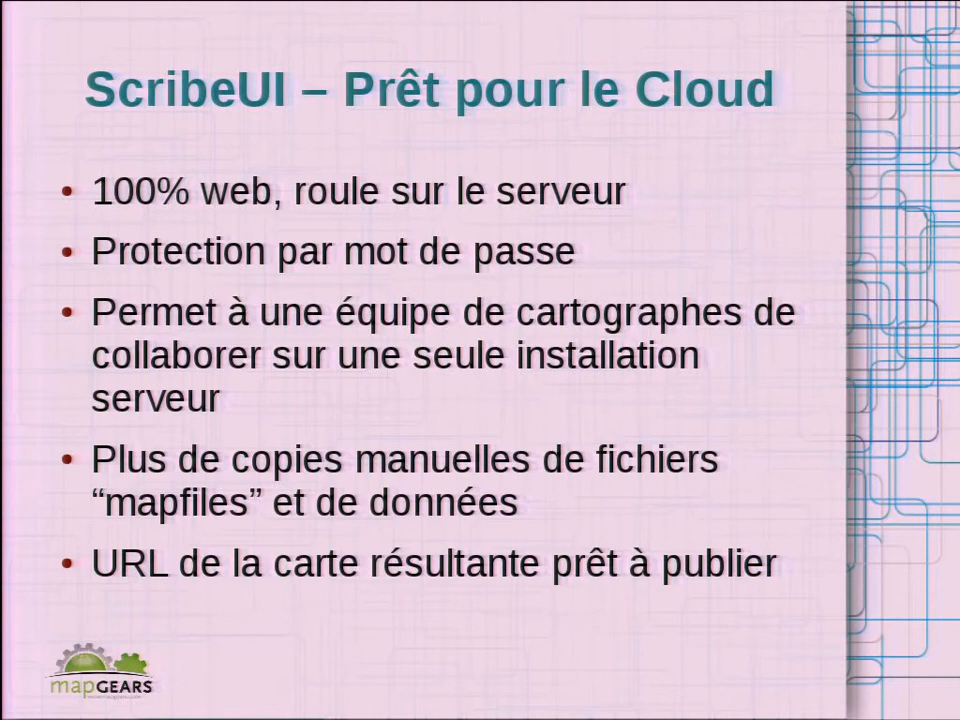 ScribeUI – Prêt pour le Cloud
• 100% web, roule sur le serveur
• Protection par mot de passe
• Permet à une équipe de cartographes de
collaborer sur une seule installation
serveur
• Plus de copies manuelles de fichiers
“mapfiles” et de données
• URL de la carte résultante prêt à publier
mapGEARS